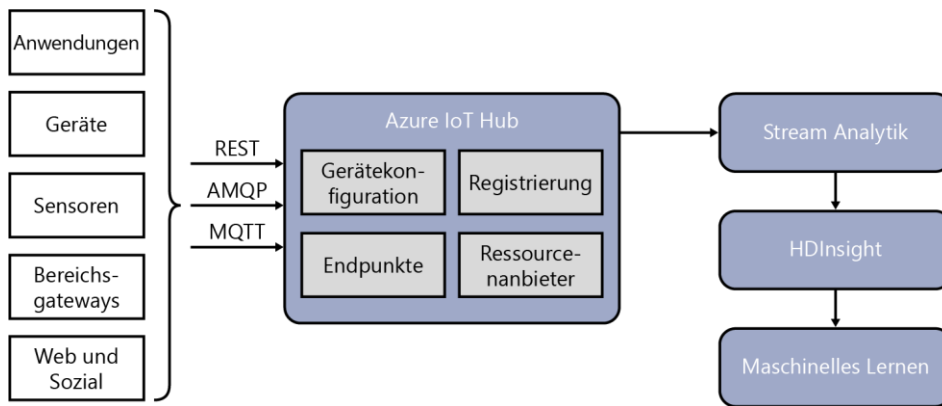 Anwendungen
Geräte
Sensoren
Bereichs-
gateways
Web und
Sozial
REST
AMQP
MQTT
Azure IoT Hub
Gerätekon-
figuration
Registrierung
Endpunkte
Ressource-
nanbieter
Stream Analytik
HDInsight
Maschinelles Lernen